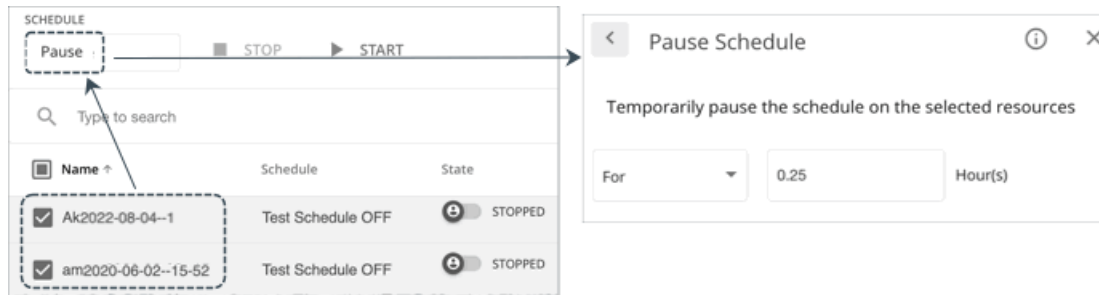 SCHEDULE
Pause
STOP
START
Type to search
Name ↑
Schedule
State
Ak2022-08-04--1
Test Schedule OFF
STOPPED
am2020-06-02--15-52
Test Schedule OFF
STOPPED
Pause Schedule
Temporarily pause the schedule on the selected resources
For
0.25
Hour(s)